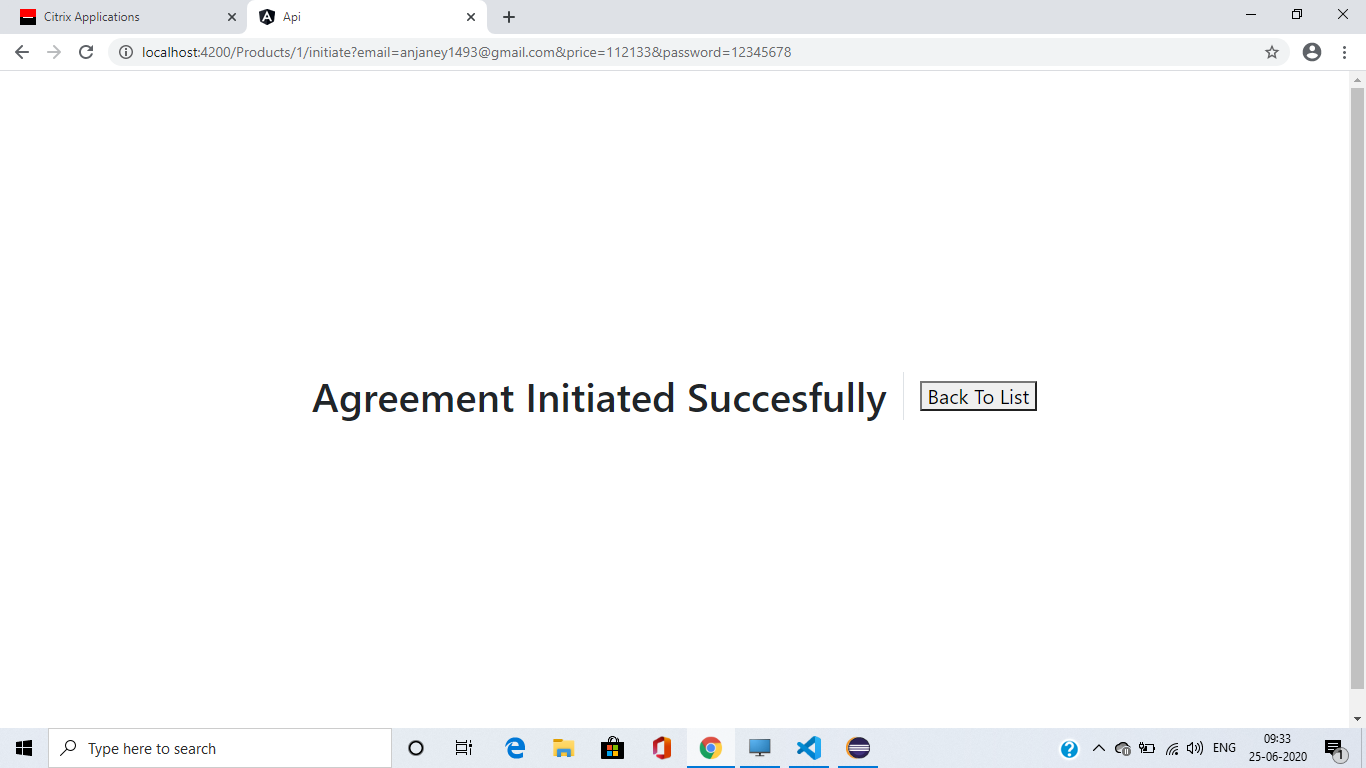 Citrix Applications
Api
localhost:4200/Products/1/initiate?email=anjaney1493@gmail.com&price=112133&password=12345678
Agreement Initiated Succesfully
Back To List
Type here to search
ENG
09:33
25-06-2020
1